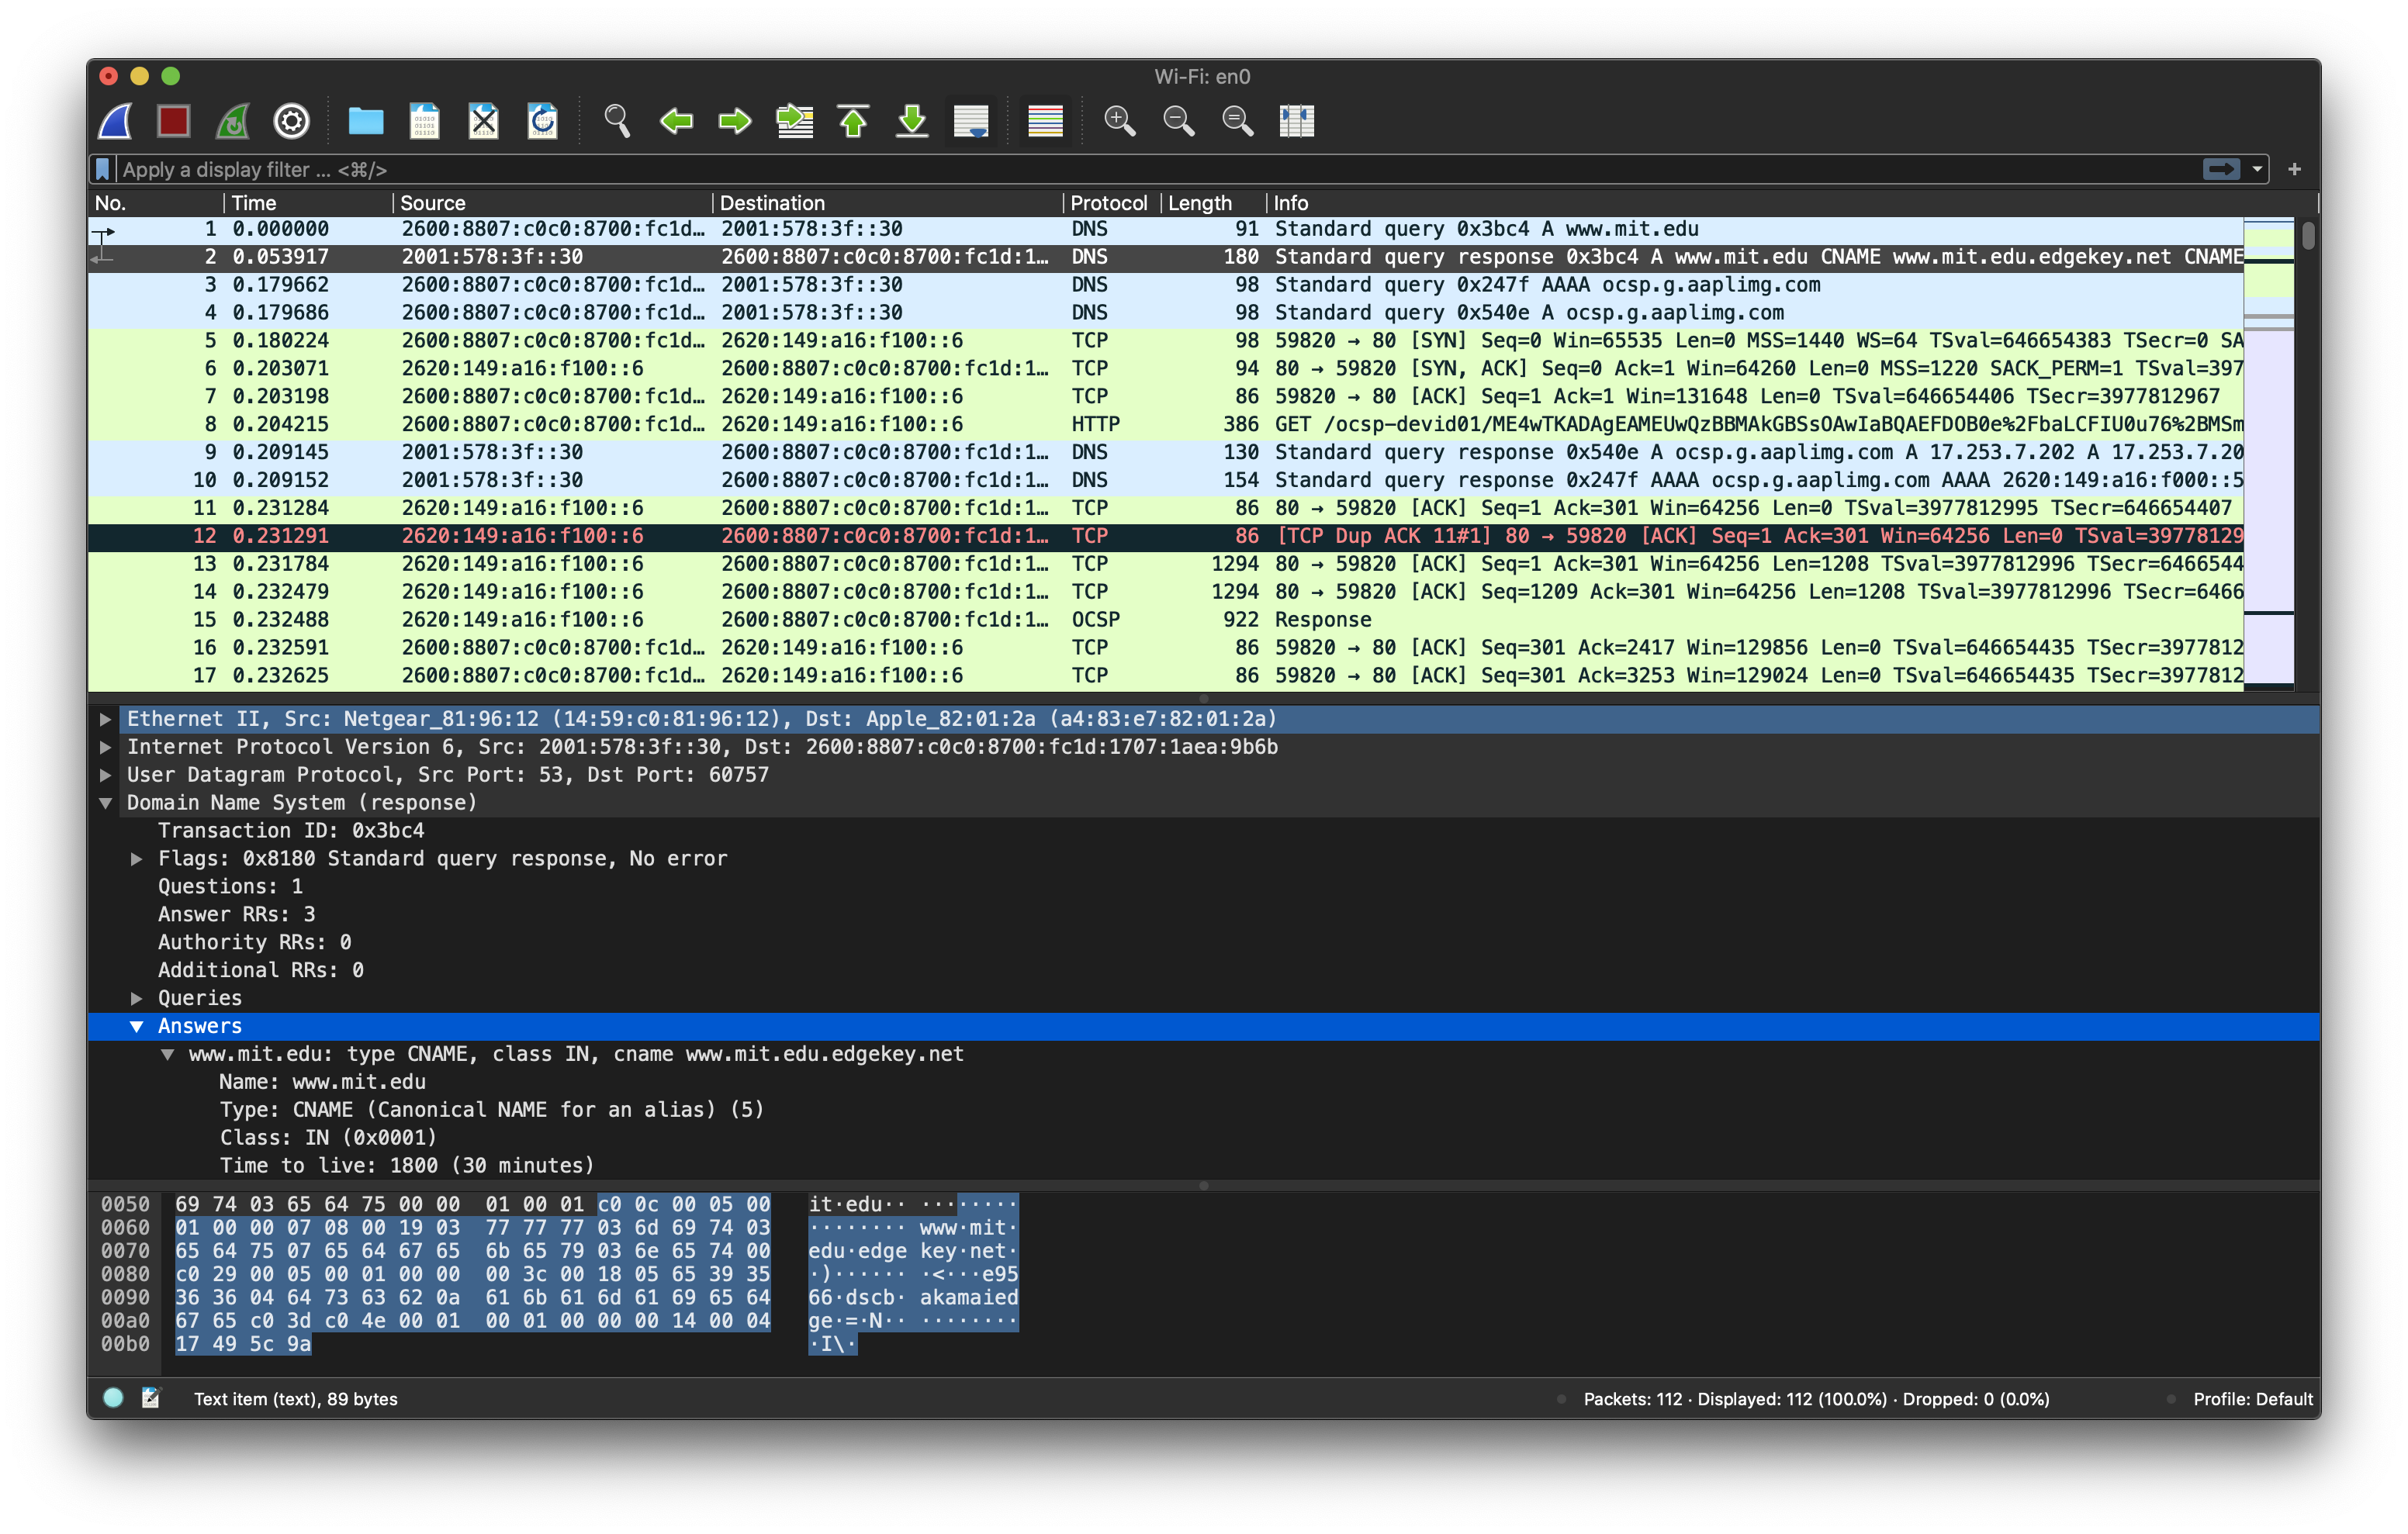 Wi-Fi: en0
Apply a display filter ... <⌘/>
No. Time Source Destination Protocol Length Info
1 0.000000 2600:8807:c0c0:8700:fc1d… 2001:578:3f::30 DNS 91 Standard query 0x3bc4 A www.mit.edu
2 0.053917 2001:578:3f::30 2600:8807:c0c0:8700:fc1d:1… DNS 180 Standard query response 0x3bc4 A www.mit.edu CNAME www.mit.edu.edgekey.net CNAME
3 0.179662 2600:8807:c0c0:8700:fc1d… 2001:578:3f::30 DNS 98 Standard query 0x247f AAAA ocsp.g.aaplimg.com
4 0.179686 2600:8807:c0c0:8700:fc1d… 2001:578:3f::30 DNS 98 Standard query 0x540e A ocsp.g.aaplimg.com
5 0.180224 2600:8807:c0c0:8700:fc1d… 2620:149:a16:f100::6 TCP 98 59820 → 80 [SYN] Seq=0 Win=65535 Len=0 MSS=1440 WS=64 TSval=646654383 TSecr=0 SA
6 0.203071 2620:149:a16:f100::6 2600:8807:c0c0:8700:fc1d:1… TCP 94 80 → 59820 [SYN, ACK] Seq=0 Ack=1 Win=64260 Len=0 MSS=1220 SACK_PERM=1 TSval=397
7 0.203198 2600:8807:c0c0:8700:fc1d… 2620:149:a16:f100::6 TCP 86 59820 → 80 [ACK] Seq=1 Ack=1 Win=131648 Len=0 TSval=646654406 TSecr=3977812967
8 0.204215 2600:8807:c0c0:8700:fc1d… 2620:149:a16:f100::6 HTTP 386 GET /ocsp-devid01/ME4wTKADAgEAMEUwQzBBMAkGBSsOAwIaBQAEFDOB0e%2FbaLCFIU0u76%2BMSm
9 0.209145 2001:578:3f::30 2600:8807:c0c0:8700:fc1d:1… DNS 130 Standard query response 0x540e A ocsp.g.aaplimg.com A 17.253.7.202 A 17.253.7.20
10 0.209152 2001:578:3f::30 2600:8807:c0c0:8700:fc1d:1… DNS 154 Standard query response 0x247f AAAA ocsp.g.aaplimg.com AAAA 2620:149:a16:f000::5
11 0.231284 2620:149:a16:f100::6 2600:8807:c0c0:8700:fc1d:1… TCP 86 80 → 59820 [ACK] Seq=1 Ack=301 Win=64256 Len=0 TSval=3977812995 TSecr=646654407
12 0.231291 2620:149:a16:f100::6 2600:8807:c0c0:8700:fc1d:1… TCP 86 [TCP Dup ACK 11#1] 80 → 59820 [ACK] Seq=1 Ack=301 Win=64256 Len=0 TSval=39778129
13 0.231784 2620:149:a16:f100::6 2600:8807:c0c0:8700:fc1d:1… TCP 1294 80 → 59820 [ACK] Seq=1 Ack=301 Win=64256 Len=1208 TSval=3977812996 TSecr=6466544
14 0.232479 2620:149:a16:f100::6 2600:8807:c0c0:8700:fc1d:1… TCP 1294 80 → 59820 [ACK] Seq=1209 Ack=301 Win=64256 Len=1208 TSval=3977812996 TSecr=6466
15 0.232488 2620:149:a16:f100::6 2600:8807:c0c0:8700:fc1d:1… OCSP 922 Response
16 0.232591 2600:8807:c0c0:8700:fc1d… 2620:149:a16:f100::6 TCP 86 59820 → 80 [ACK] Seq=301 Ack=2417 Win=129856 Len=0 TSval=646654435 TSecr=3977812
17 0.232625 2600:8807:c0c0:8700:fc1d… 2620:149:a16:f100::6 TCP 86 59820 → 80 [ACK] Seq=301 Ack=3253 Win=129024 Len=0 TSval=646654435 TSecr=3977812
Ethernet II, Src: Netgear_81:96:12 (14:59:c0:81:96:12), Dst: Apple_82:01:2a (a4:83:e7:82:01:2a)
Internet Protocol Version 6, Src: 2001:578:3f::30, Dst: 2600:8807:c0c0:8700:fc1d:1707:1aea:9b6b
User Datagram Protocol, Src Port: 53, Dst Port: 60757
Domain Name System (response)
Transaction ID: 0x3bc4
Flags: 0x8180 Standard query response, No error
Questions: 1
Answer RRs: 3
Authority RRs: 0
Additional RRs: 0
Queries
Answers
www.mit.edu: type CNAME, class IN, cname www.mit.edu.edgekey.net
Name: www.mit.edu
Type: CNAME (Canonical NAME for an alias) (5)
Class: IN (0x0001)
Time to live: 1800 (30 minutes)
0050 69 74 03 65 64 75 00 00 01 00 01 c0 0c 00 05 00 it·edu·· ········
0060 01 00 00 07 08 00 19 03 77 77 77 03 6d 69 74 03 ········ www·mit·
0070 65 64 75 07 65 64 67 65 6b 65 79 03 6e 65 74 00 edu·edge key·net·
0080 c0 29 00 05 00 01 00 00 00 3c 00 18 05 65 39 35 ·)······ ·<···e95
0090 36 36 04 64 73 63 62 0a 61 6b 61 6d 61 69 65 64 66·dscb· akamaied
00a0 67 65 c0 3d c0 4e 00 01 00 01 00 00 00 14 00 04 ge·=·N·· ········
00b0 17 49 5c 9a ·I\·
Text item (text), 89 bytes
Packets: 112 · Displayed: 112 (100.0%) · Dropped: 0 (0.0%)
Profile: Default